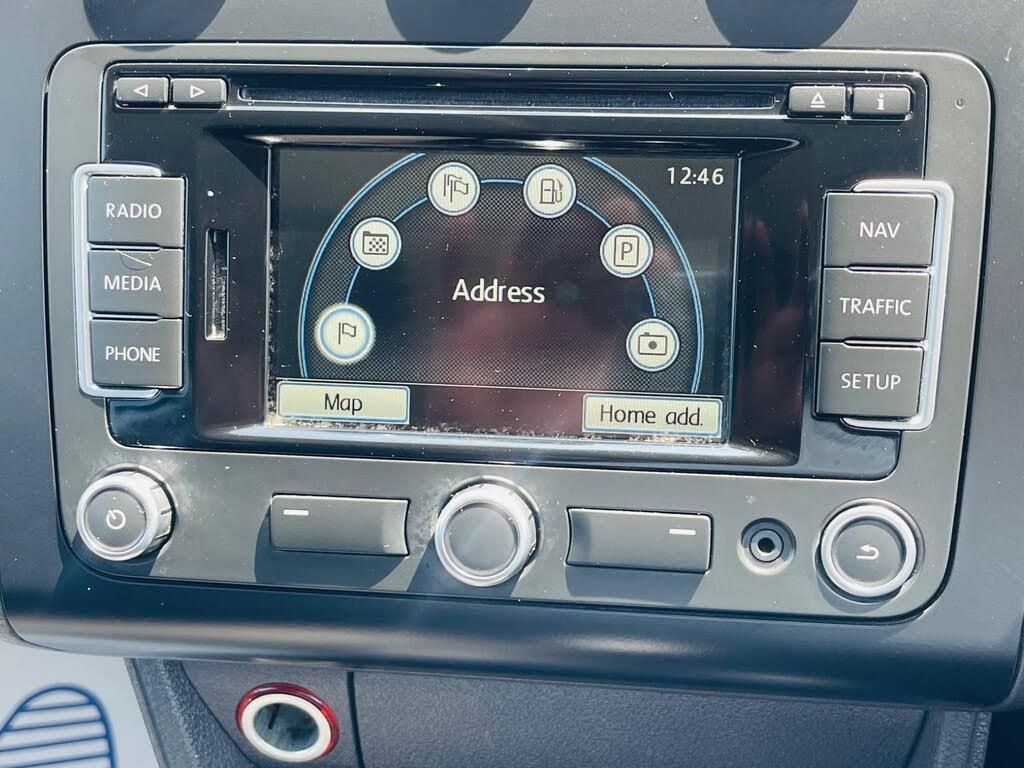 i
12:46
RADIO
MEDIA
PHONE
P
Address
NAV
TRAFFIC
SETUP
Map
Home add.